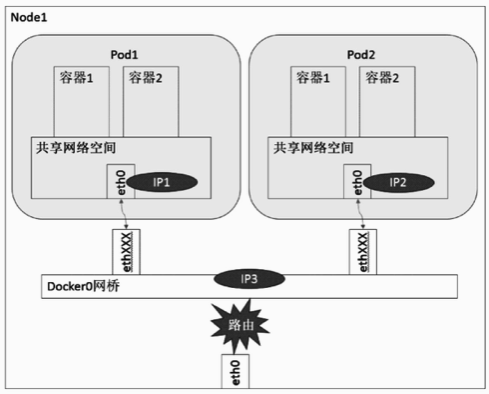 Node1
Pod1
Pod2
容器1
容器2
容器1
容器2
共享网络空间
共享网络空间
eth0
IP1
eth0
IP2
ethXXX
ethXXX
IP3
Docker0网桥
路由
eth0